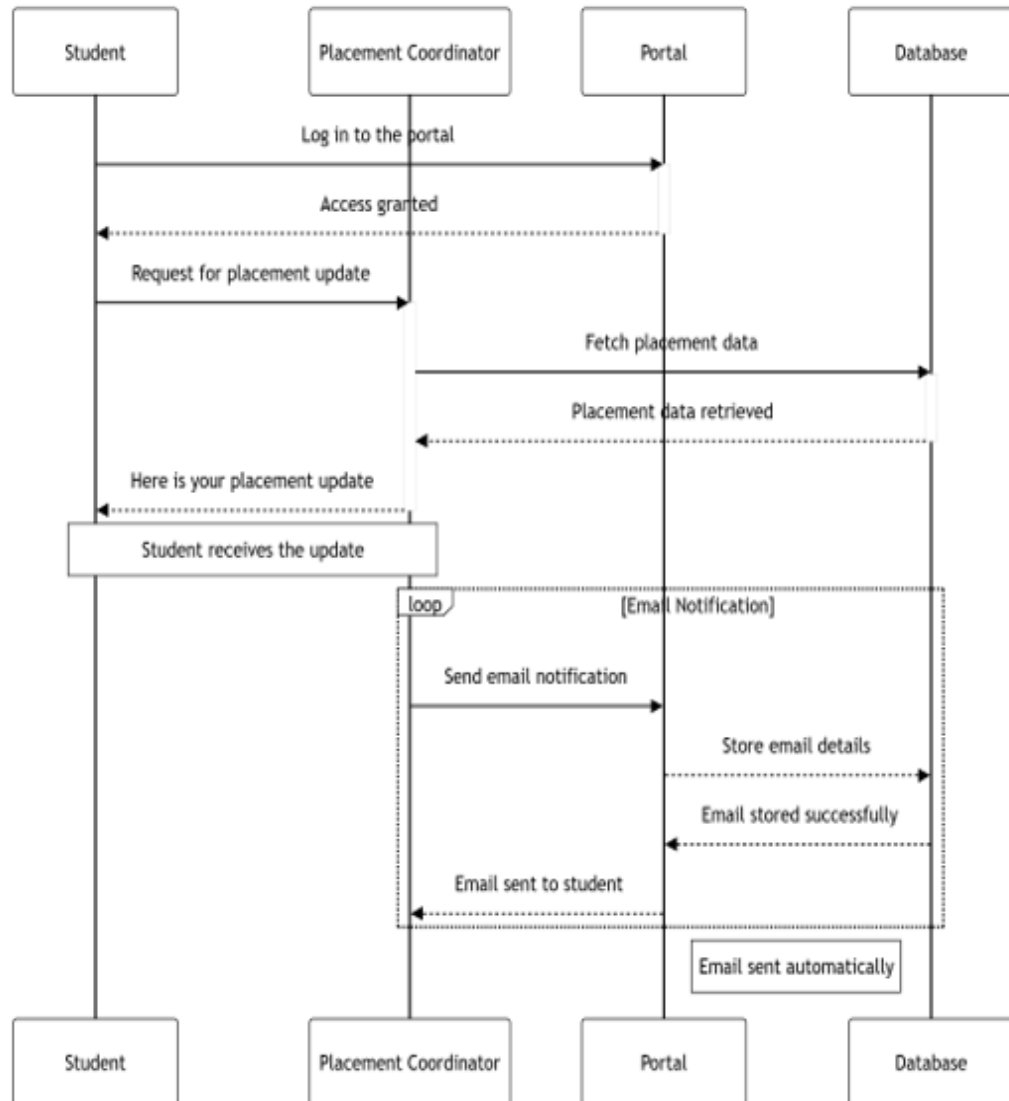 Student
Placement Coordinator
Portal
Database
Log in to the portal
Access granted
Request for placement update
Fetch placement data
Placement data retrieved
Here is your placement update
Student receives the update
loop
[Email Notification]
Send email notification
Store email details
Email stored successfully
Email sent to student
Email sent automatically
Student
Placement Coordinator
Portal
Database